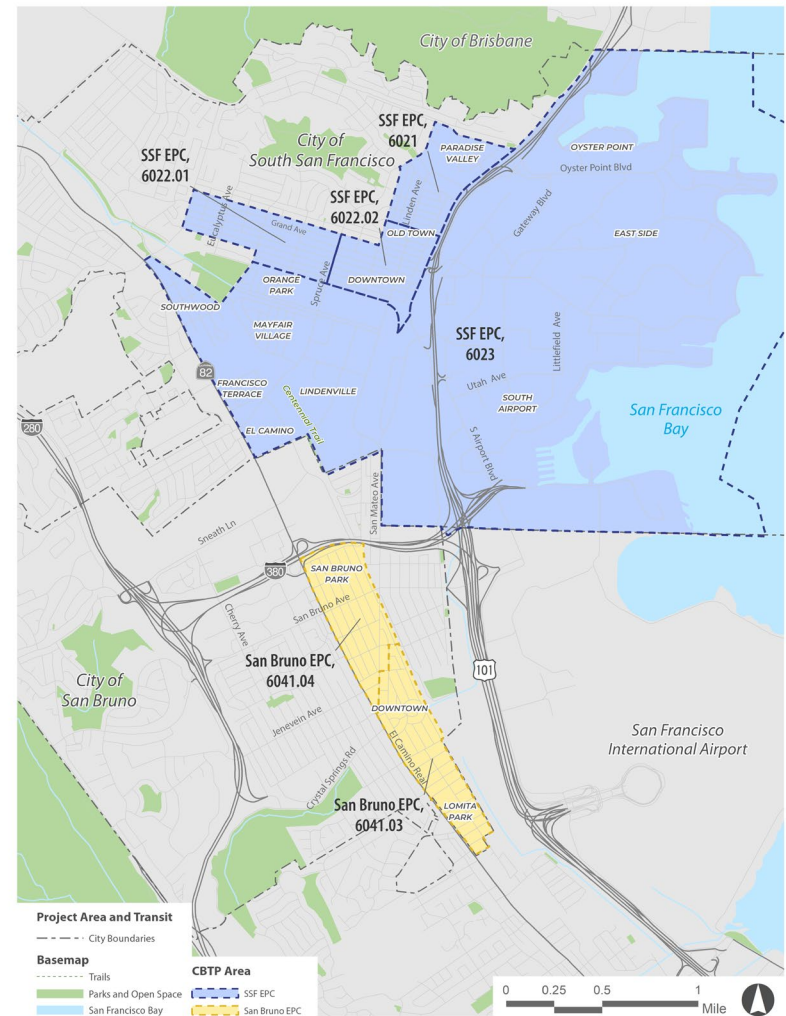 City of Brisbane
SSF EPC,
6021
City of
South San Francisco
PARADISE
VALLEY
OYSTER POINT
Oyster Point Blvd
SSF EPC,
6022.01
SSF EPC,
6022.02
Eucalyptus Ave
Linden Ave
Gateway Blvd
Grand Ave
OLD TOWN
EAST SIDE
Spruce Ave
DOWNTOWN
ORANGE
PARK
SOUTHWOOD
MAYFAIR
VILLAGE
SSF EPC,
6023
Littlefield Ave
82
FRANCISCO
TERRACE
LINDENVILLE
Utah Ave
SOUTH
AIRPORT
San Francisco
Bay
Centennial Trail
280
EL CAMINO
S Airport Blvd
San Mateo Ave
Sneath Ln
380
SAN BRUNO
PARK
San Bruno Ave
Cherry Ave
San Bruno EPC,
6041.04
101
City of
San Bruno
DOWNTOWN
Jenevein Ave
El Camino Real
San Francisco
International Airport
Crystal Springs Rd
San Bruno EPC,
6041.03
LOMITA
PARK
Project Area and Transit
City Boundaries
Basemap
Trails
Parks and Open Space
San Francisco Bay
CBTP Area
SSF EPC
San Bruno EPC
0 0.25 0.5 1
Mile